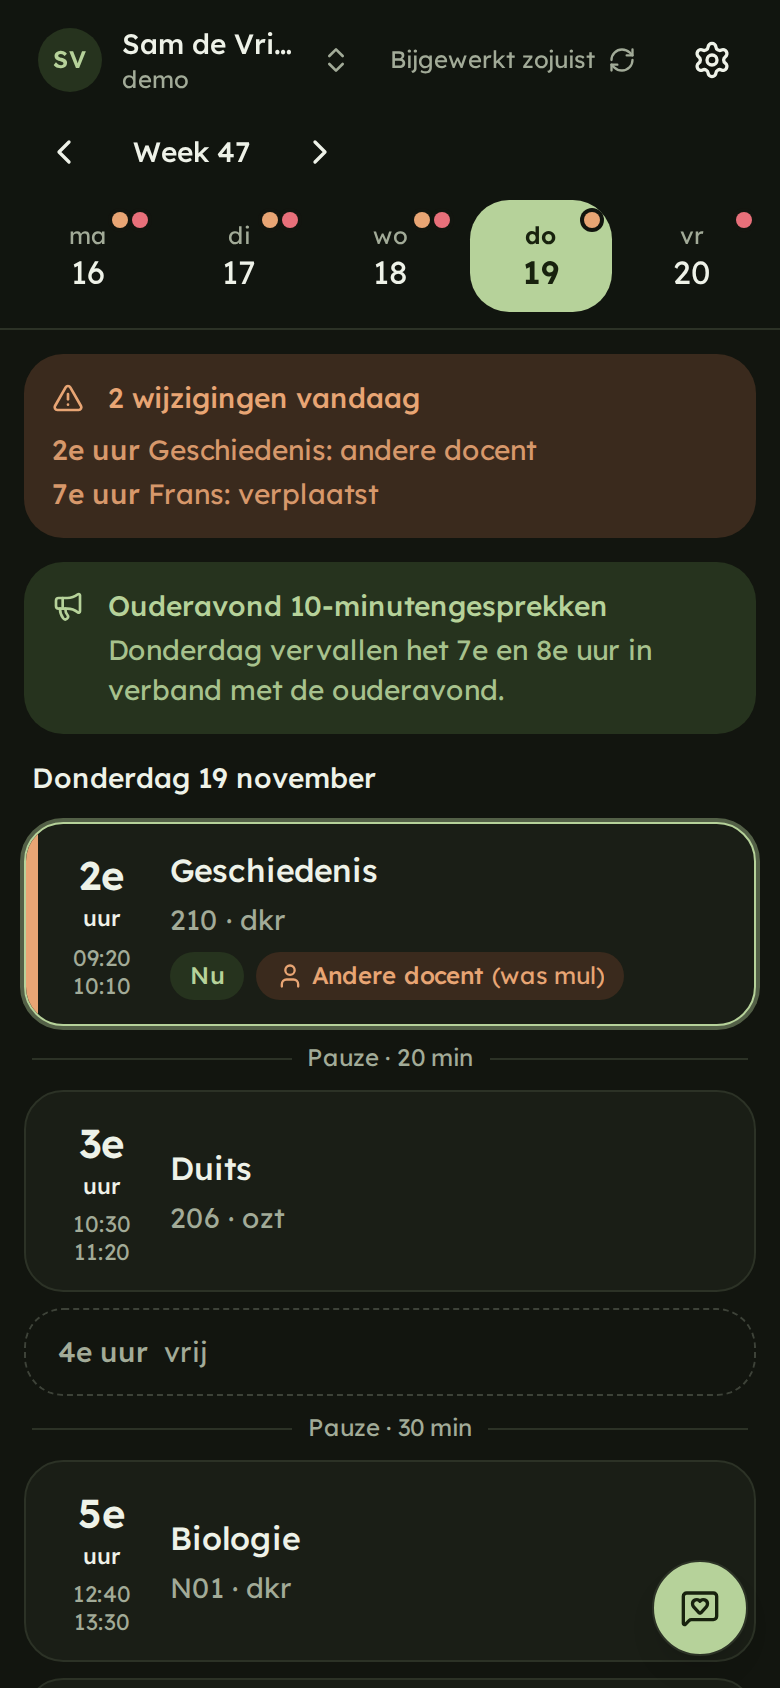 SV
Sam de Vri...
demo
Bijgewerkt zojuist
Week 47
ma
16
di
17
wo
18
do
19
vr
20
2 wijzigingen vandaag
2e uur Geschiedenis: andere docent
7e uur Frans: verplaatst
Ouderavond 10-minutengesprekken
Donderdag vervallen het 7e en 8e uur in
verband met de ouderavond.
Donderdag 19 november
2e
uur
09:20
10:10
Geschiedenis
210 · dkr
Nu
Andere docent (was mul)
Pauze · 20 min
3e
uur
10:30
11:20
Duits
206 · ozt
4e uur vrij
Pauze · 30 min
5e
uur
12:40
13:30
Biologie
N01 · dkr